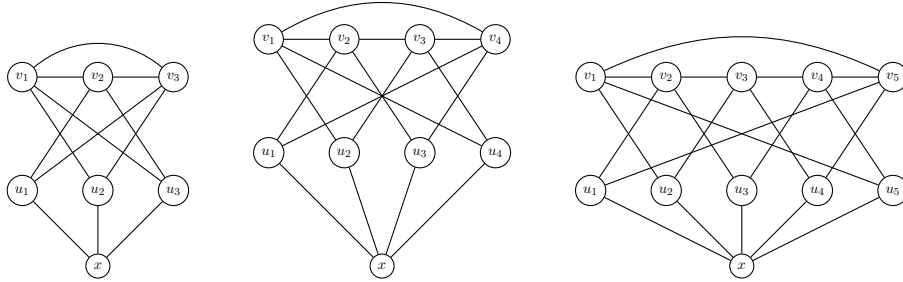 v₁ v₂ v₃
u₁ u₂ u₃
x
v₁ v₂ v₃ v₄
u₁ u₂ u₃ u₄
x
v₁ v₂ v₃ v₄ v₅
u₁ u₂ u₃ u₄ u₅
x